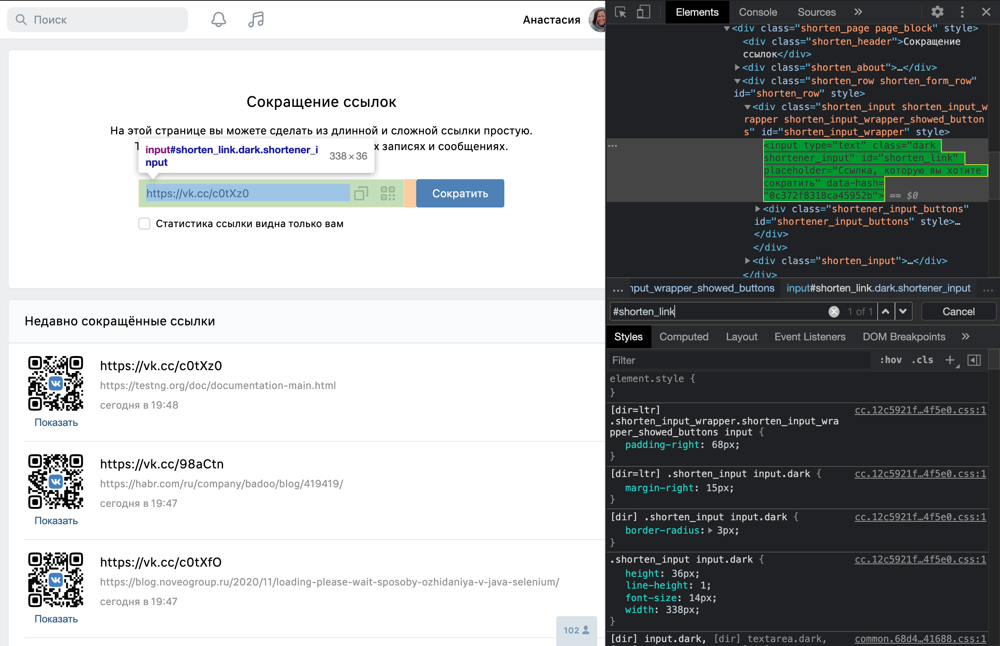 Поиск
Анастасия
Сокращение ссылок
На этой странице вы можете сделать из длинной и сложной ссылки простую.
х записях и сообщениях.
input#shorten_link.dark.shortener_i
nput
338 × 36
https://vk.cc/c0tXz0
Сократить
Статистика ссылки видна только вам
Недавно сокращённые ссылки
https://vk.cc/c0tXz0
https://testng.org/doc/documentation-main.html
сегодня в 19:48
Показать
https://vk.cc/98aCtn
https://habr.com/ru/company/badoo/blog/419419/
сегодня в 19:47
Показать
https://vk.cc/c0tXfO
https://blog.noveogroup.ru/2020/11/loading-please-wait-sposoby-ozhidaniya-v-java-selenium/
сегодня в 19:47
Показать
102
Elements Console Sources »
▼<div class="shorten_page page_block" style>
<div class="shorten_header">Сокращение
ссылок</div>
▶<div class="shorten_about">…</div>
▼<div class="shorten_row shorten_form_row"
id="shorten_row" style>
▼<div class="shorten_input shorten_input_w
rapper shorten_input_wrapper_showed_button
s" id="shorten_input_wrapper" style>
<input type="text" class="dark
shortener_input" id="shorten_link"
placeholder="Ссылка, которую вы хотите
сократить" data-hash=
"0c372f8318ca45952b"> == $0
▶<div class="shortener_input_buttons"
id="shortener_input_buttons" style>…
</div>
</div>
▶<div class="shorten_input">…</div>
</div>
… nput_wrapper_showed_buttons input#shorten_link.dark.shortener_input …
#shorten_link 1 of 1 Cancel
Styles Computed Layout Event Listeners DOM Breakpoints »
Filter :hov .cls +
element.style {
}
[dir=ltr] cc.12c5921f…4f5e0.css:1
.shorten_input_wrapper.shorten_input_wra
pper_showed_buttons input {
padding-right: 68px;
}
[dir=ltr] .shorten_input input.dark { cc.12c5921f…4f5e0.css:1
margin-right: 15px;
}
[dir] .shorten_input input.dark { cc.12c5921f…4f5e0.css:1
border-radius:▶ 3px;
}
.shorten_input input.dark { cc.12c5921f…4f5e0.css:1
height: 36px;
line-height: 1;
font-size: 14px;
width: 338px;
}
[dir] input.dark, [dir] textarea.dark, common.68d4…41688.css:1